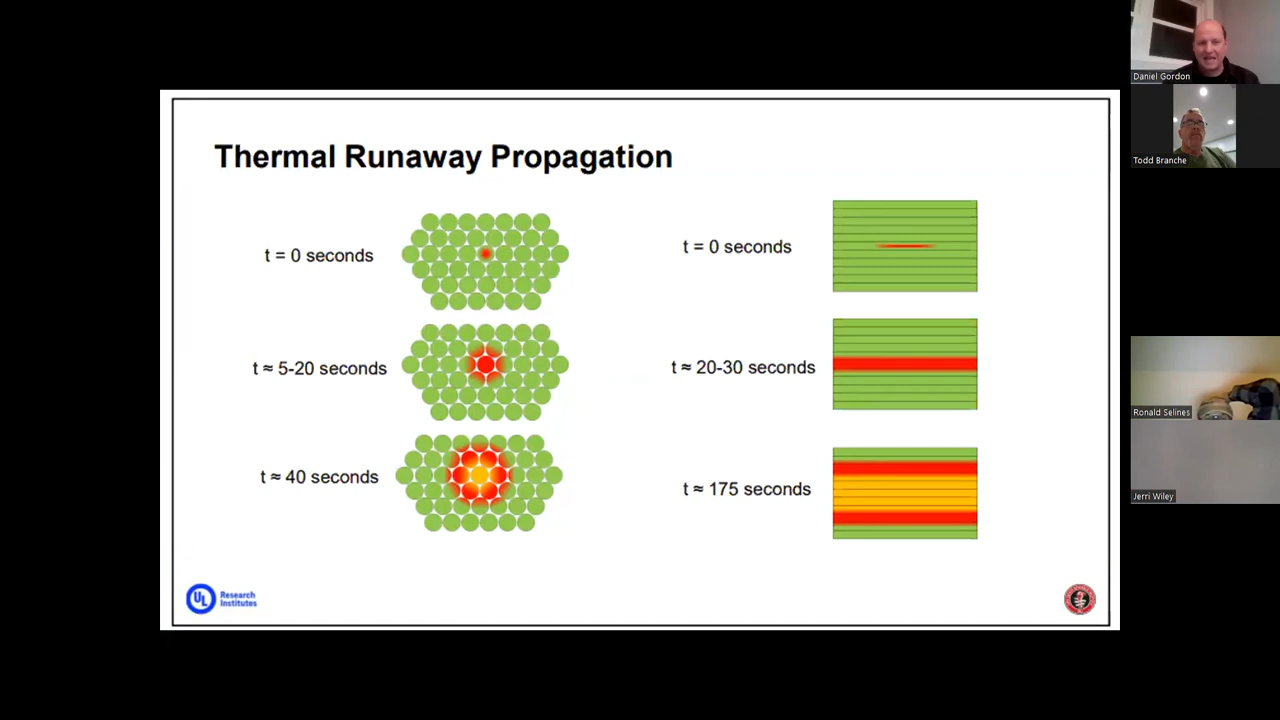 Thermal Runaway Propagation
t = 0 seconds
t ≈ 5-20 seconds
t ≈ 40 seconds
t = 0 seconds
t ≈ 20-30 seconds
t ≈ 175 seconds
UL Research
Institutes
Daniel Gordon
Todd Branche
Ronald Selines
Jerri Wiley